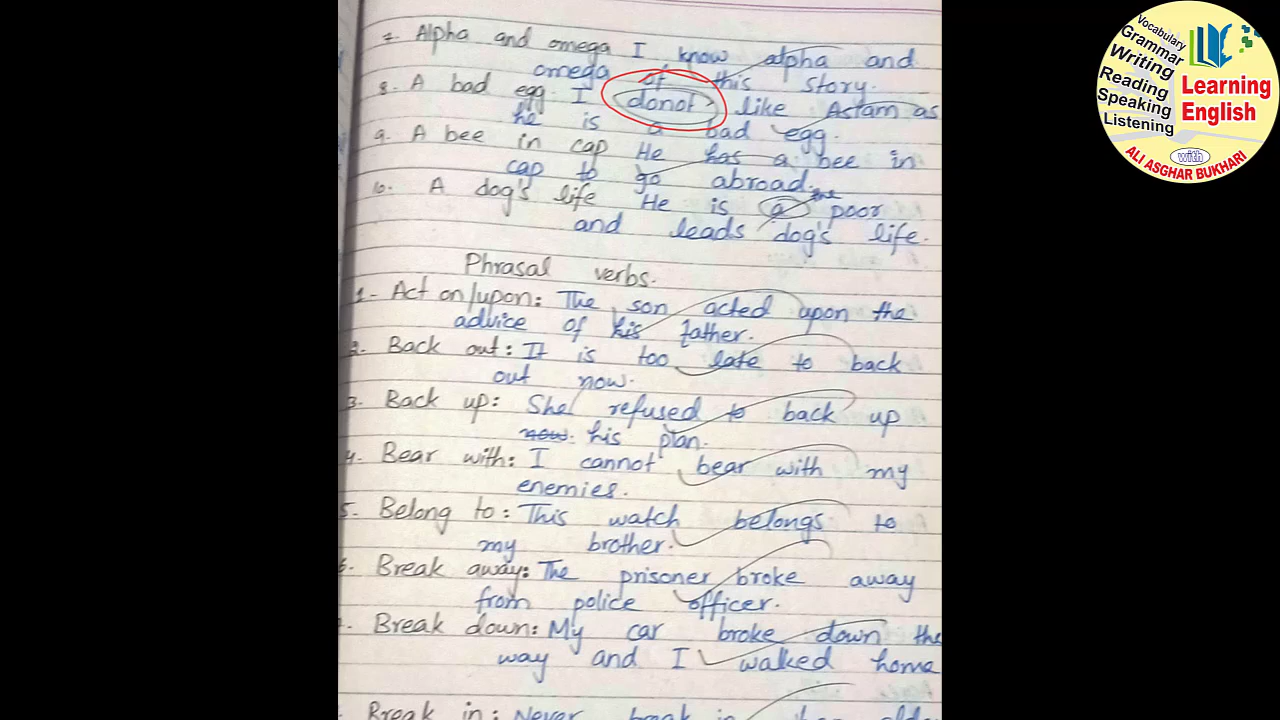 7. Alpha and omega I know alpha and
omega of this story.
8. A bad egg. I donot like Aslam as
he is a bad egg.
9. A bee in cap He has a bee in
cap to go abroad.
10. A dog's life He is a the poor
and leads dog's life.
Phrasal verbs.
1- Act on/upon: The son acted upon the
advice of his father.
2. Back out: It is too late to back
out now.
3. Back up: She refused to back up
now. his plan.
4. Bear with: I cannot bear with my
enemies.
5. Belong to: This watch belongs to
my brother.
6. Break away: The prisoner broke away
from police officer.
7. Break down: My car broke down the
way and I walked home
Break in: Never break in
Vocabulary
Grammar
Writing
Reading
Speaking
Listening
Learning
English
with
ALI ASGHAR BUKHARI